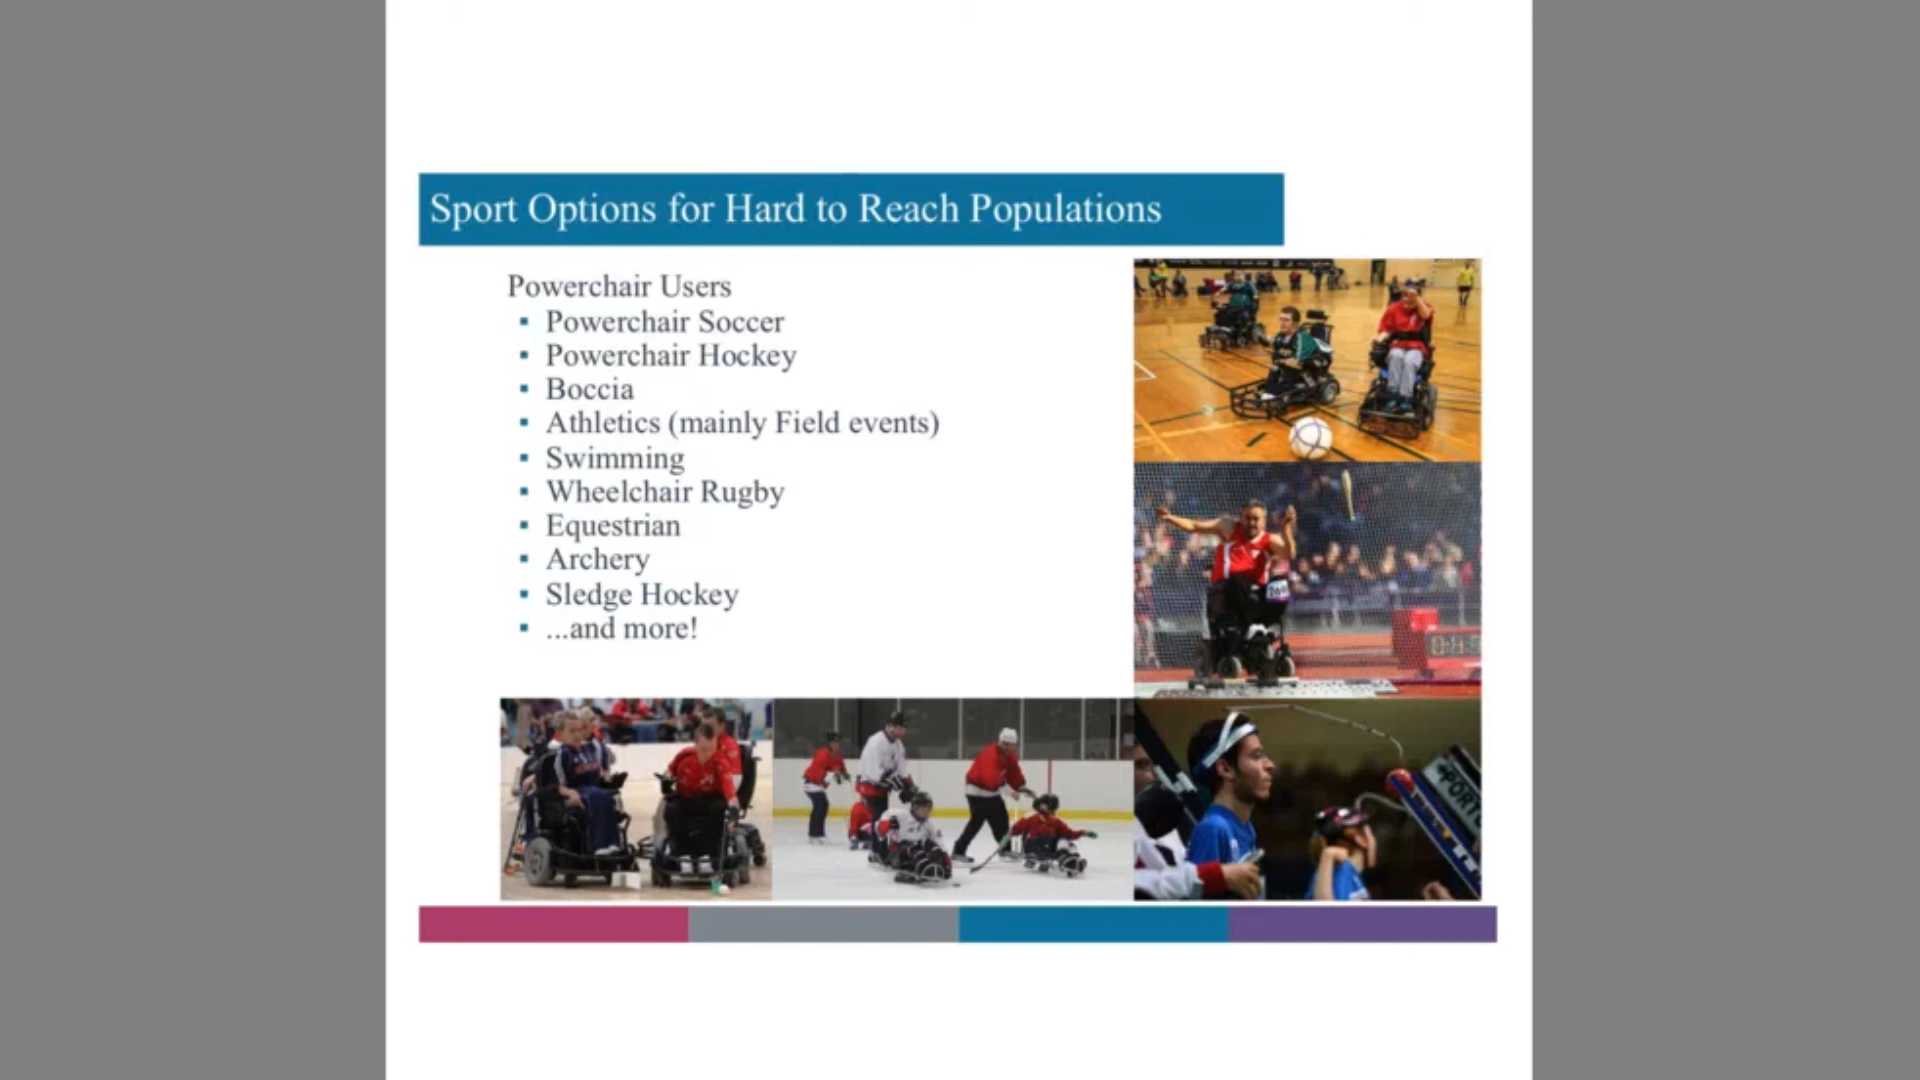 Sport Options for Hard to Reach Populations
Powerchair Users
▪ Powerchair Soccer
▪ Powerchair Hockey
▪ Boccia
▪ Athletics (mainly Field events)
▪ Swimming
▪ Wheelchair Rugby
▪ Equestrian
▪ Archery
▪ Sledge Hockey
▪ ...and more!